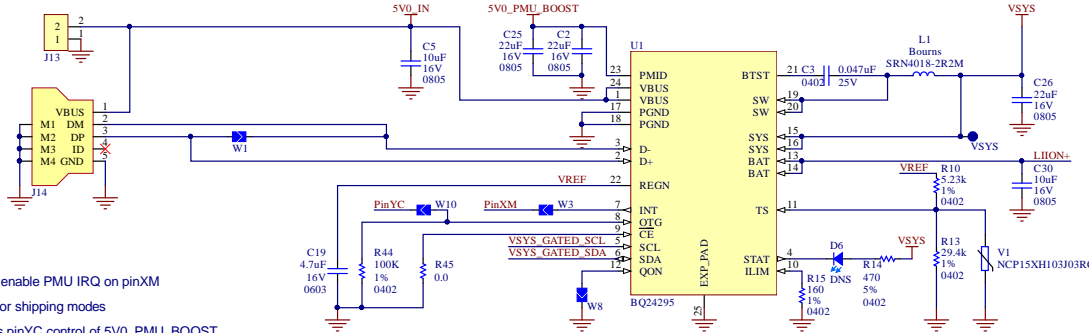 5V0_IN
5V0_PMU_BOOST
VSYS
2
1
2
1
J13
C5
10uF
16V
0805
C25
22uF
16V
0805
C2
22uF
16V
0805
U1
L1
Bourns
SRN4018-2R2M
C3
0402
0.047uF
25V
C26
22uF
16V
0805
23 PMID
24 VBUS
1 VBUS
17 PGND
18 PGND
3 D-
2 D+
22 REGN
7 INT
8 OTG
9 CE
5 SCL
6 SDA
12 QON
BTST 21
SW 19
SW 20
SYS 15
SYS 16
BAT 13
BAT 14
TS 11
STAT 4
ILIM 10
EXP_PAD
25
BQ24295
VSYS
LIION+
C30
10uF
16V
0402
VBUS 1
M1 DM 2
M2 DP 3
M3 ID 4
M4 GND 5
J14
W1
VREF
PinYC
W10
PinXM
W3
VSYS_GATED_SCL
VSYS_GATED_SDA
W8
C19
4.7uF
16V
0603
R44
100K
1%
0402
R45
0.0
VREF
R10
5.23k
1%
0402
R13
29.4k
1%
0402
V1
NCP15XH103J03R
D6
DNS
VSYS
R14
470
5%
0402
R15
160
1%
0402
enable PMU IRQ on pinXM
or shipping modes
s pinYC control of 5V0_PMU_BOOST